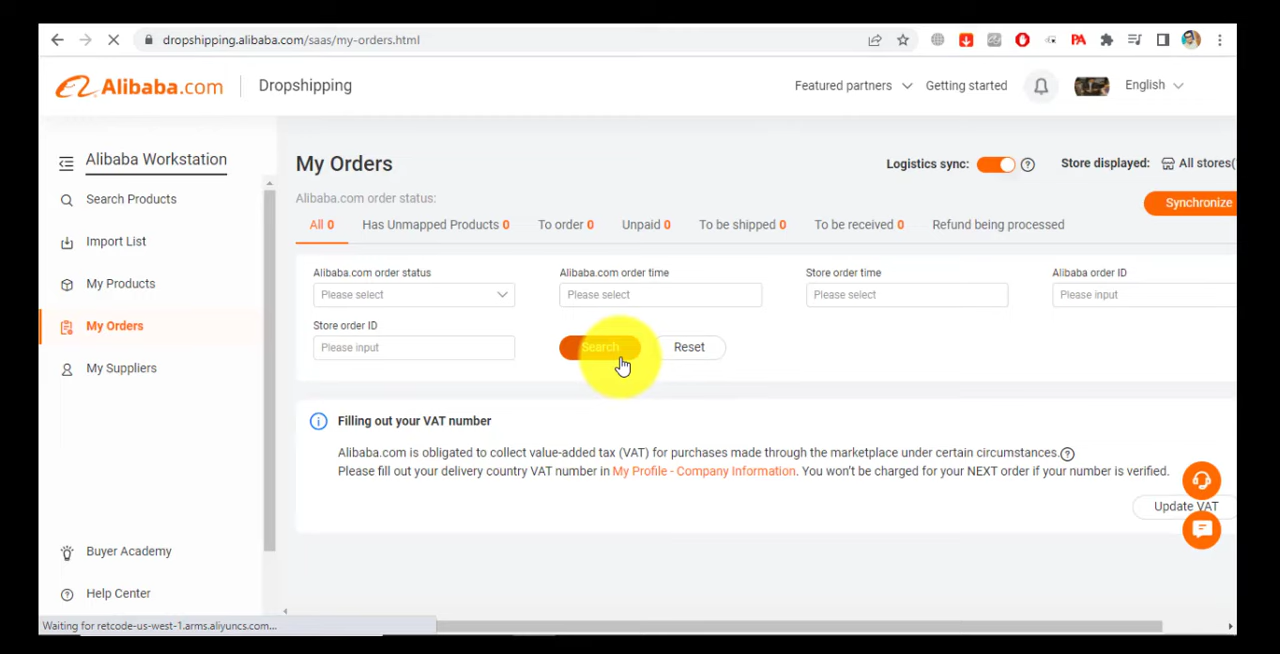 dropshipping.alibaba.com/saas/my-orders.html
PA
Alibaba.com Dropshipping Featured partners Getting started English
Alibaba Workstation
Search Products
Import List
My Products
My Orders
My Suppliers
Buyer Academy
Help Center
My Orders Logistics sync: Store displayed: All stores(
Alibaba.com order status: Synchronize
All 0 Has Unmapped Products 0 To order 0 Unpaid 0 To be shipped 0 To be received 0 Refund being processed
Alibaba.com order status Alibaba.com order time Store order time Alibaba order ID
Please select Please select Please select Please input
Store order ID
Please input Search Reset
Filling out your VAT number
Alibaba.com is obligated to collect value-added tax (VAT) for purchases made through the marketplace under certain circumstances.
Please fill out your delivery country VAT number in My Profile - Company Information. You won't be charged for your NEXT order if your number is verified.
Update VAT
Waiting for retcode-us-west-1.arms.aliyuncs.com...